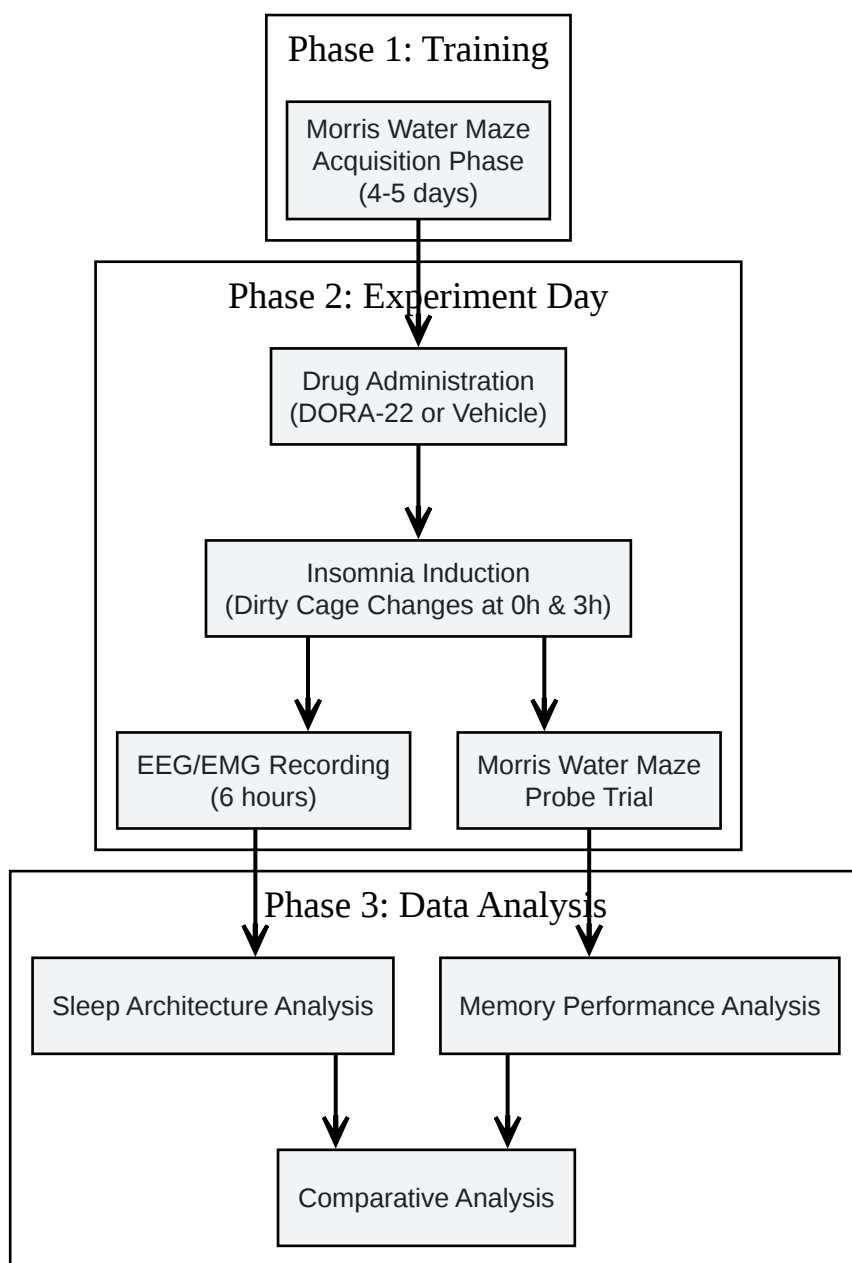 Phase 1: Training
Morris Water Maze
Acquisition Phase
(4-5 days)
Phase 2: Experiment Day
Drug Administration
(DORA-22 or Vehicle)
Insomnia Induction
(Dirty Cage Changes at 0h & 3h)
EEG/EMG Recording
(6 hours)
Morris Water Maze
Probe Trial
Phase 3: Data Analysis
Sleep Architecture Analysis
Memory Performance Analysis
Comparative Analysis